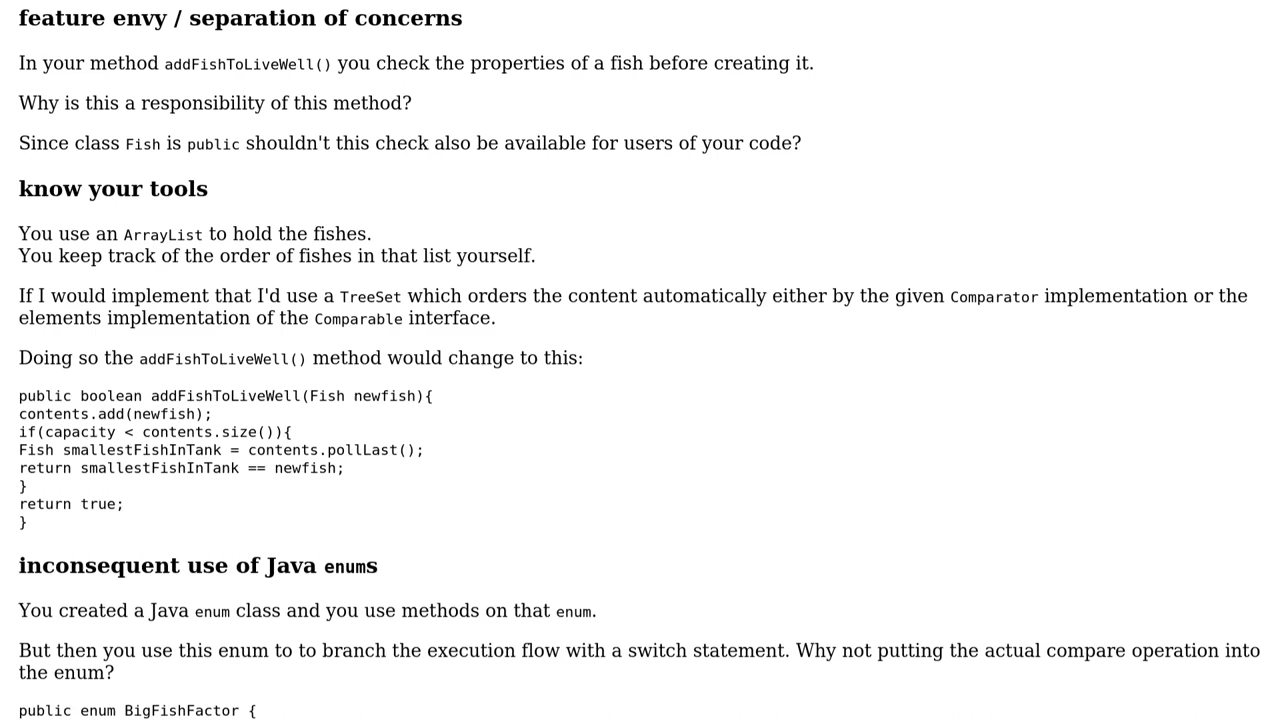 feature envy / separation of concerns
In your method addFishToLiveWell() you check the properties of a fish before creating it.
Why is this a responsibility of this method?
Since class Fish is public shouldn't this check also be available for users of your code?
know your tools
You use an ArrayList to hold the fishes.
You keep track of the order of fishes in that list yourself.
If I would implement that I'd use a TreeSet which orders the content automatically either by the given Comparator implementation or the
elements implementation of the Comparable interface.
Doing so the addFishToLiveWell() method would change to this:
public boolean addFishToLiveWell(Fish newfish){
contents.add(newfish);
if(capacity < contents.size()){
Fish smallestFishInTank = contents.pollLast();
return smallestFishInTank == newfish;
}
return true;
}
inconsequent use of Java enums
You created a Java enum class and you use methods on that enum.
But then you use this enum to to branch the execution flow with a switch statement. Why not putting the actual compare operation into
the enum?
public enum BigFishFactor {